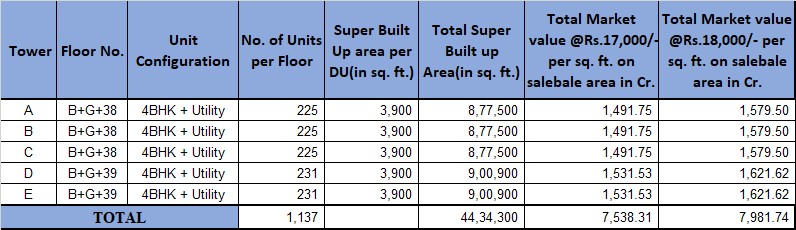 Tower | Floor No. | Unit Configuration | No. of Units per Floor | Super Built Up area per DU(in sq. ft.) | Total Super Built up Area(in sq. ft.) | Total Market value @Rs.17,000/- per sq. ft. on salebale area in Cr. | Total Market value @Rs.18,000/- per sq. ft. on salebale area in Cr.
A | B+G+38 | 4BHK + Utility | 225 | 3,900 | 8,77,500 | 1,491.75 | 1,579.50
B | B+G+38 | 4BHK + Utility | 225 | 3,900 | 8,77,500 | 1,491.75 | 1,579.50
C | B+G+38 | 4BHK + Utility | 225 | 3,900 | 8,77,500 | 1,491.75 | 1,579.50
D | B+G+39 | 4BHK + Utility | 231 | 3,900 | 9,00,900 | 1,531.53 | 1,621.62
E | B+G+39 | 4BHK + Utility | 231 | 3,900 | 9,00,900 | 1,531.53 | 1,621.62
TOTAL | 1,137 | 44,34,300 | 7,538.31 | 7,981.74